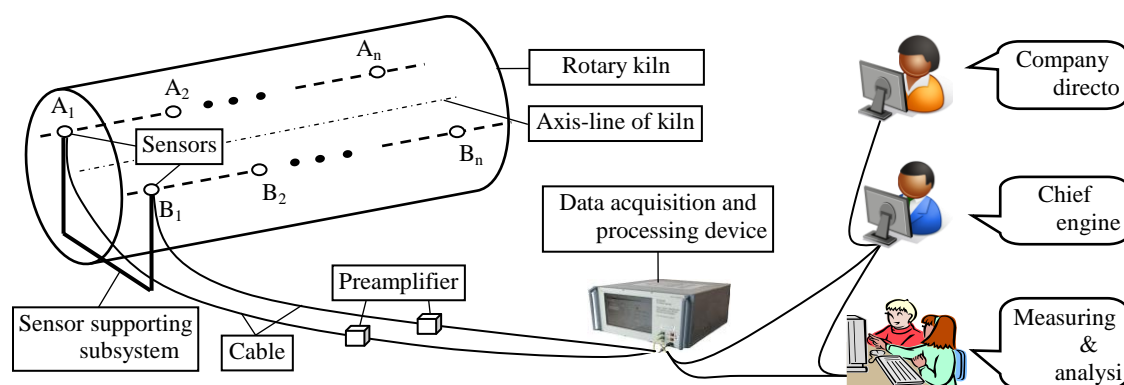 Aₙ
A₂
A₁
Rotary kiln
Axis-line of kiln
Sensors
Bₙ
B₂
B₁
Data acquisition and
processing device
Preamplifier
Sensor supporting
subsystem
Cable
Company
directo
Chief
engine
Measuring
&
analysi